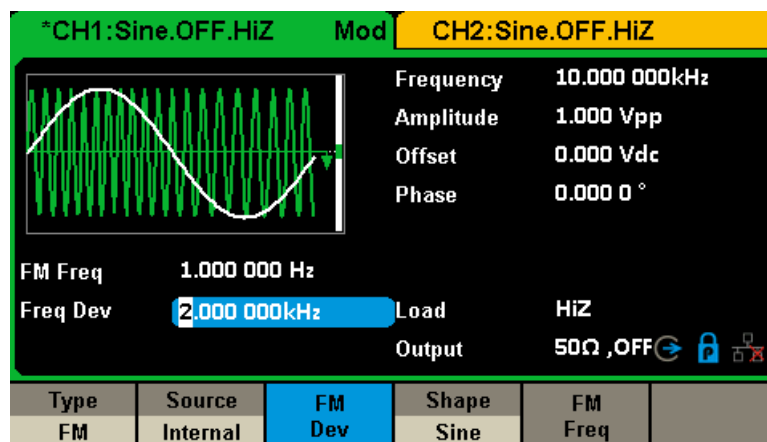 *CH1:Sine.OFF.HiZ Mod CH2:Sine.OFF.HiZ
Frequency 10.000 000kHz
Amplitude 1.000 Vpp
Offset 0.000 Vdc
Phase 0.000 0 °
FM Freq 1.000 000 Hz
Freq Dev 2.000 000kHz
Load HiZ
Output 50Ω ,OFF
Type Source FM Dev Shape FM Freq
FM Internal Sine